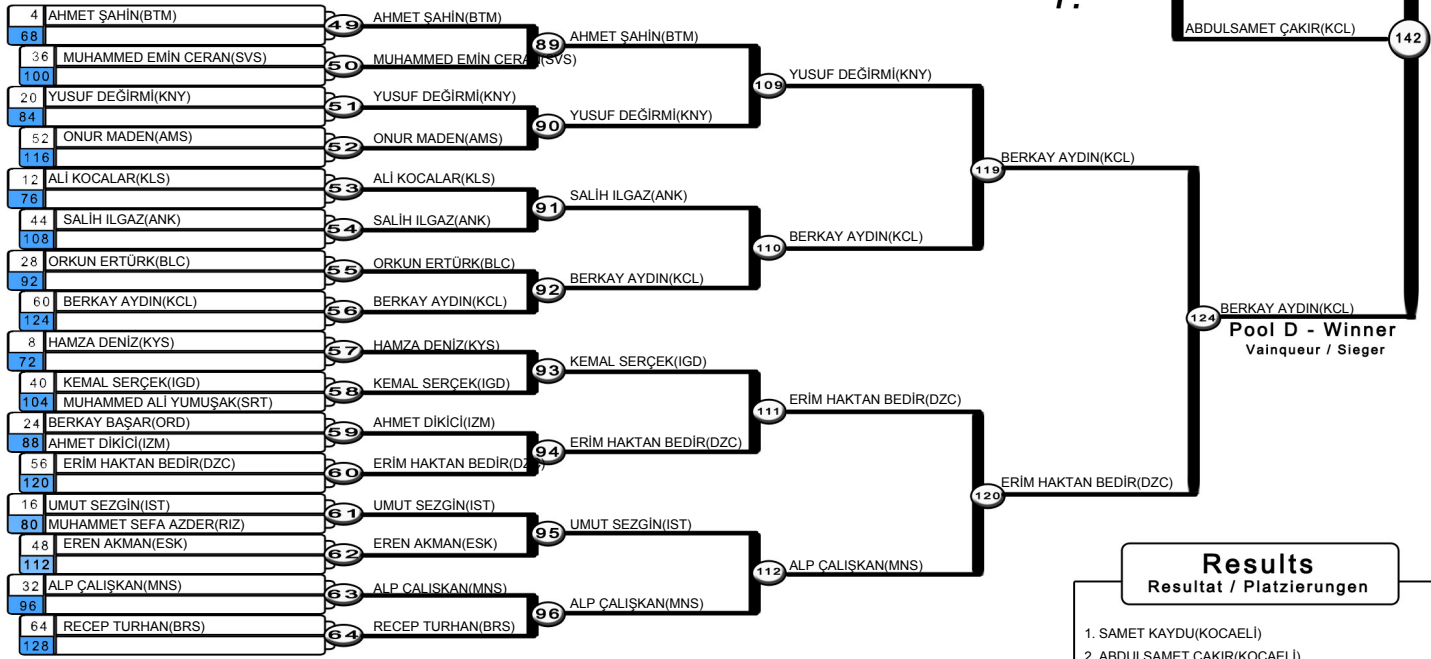 1.
ABDULSAMET ÇAKIR(KCL)
142
4 AHMET ŞAHİN(BTM)
68
36 MUHAMMED EMİN CERAN(SVS)
100
20 YUSUF DEĞİRMİ(KNY)
84
52 ONUR MADEN(AMS)
116
12 ALİ KOCALAR(KLS)
76
44 SALİH ILGAZ(ANK)
108
28 ORKUN ERTÜRK(BLC)
92
60 BERKAY AYDIN(KCL)
124
8 HAMZA DENİZ(KYS)
72
40 KEMAL SERÇEK(IGD)
104 MUHAMMED ALİ YUMUŞAK(SRT)
24 BERKAY BAŞAR(ORD)
88 AHMET DİKİCİ(IZM)
56 ERİM HAKTAN BEDİR(DZC)
120
16 UMUT SEZGİN(IST)
80 MUHAMMET SEFA AZDER(RIZ)
48 EREN AKMAN(ESK)
112
32 ALP ÇALIŞKAN(MNS)
96
64 RECEP TURHAN(BRS)
128
49 AHMET ŞAHİN(BTM)
50 MUHAMMED EMİN CERAN(SVS)
51 YUSUF DEĞİRMİ(KNY)
52 ONUR MADEN(AMS)
53 ALİ KOCALAR(KLS)
54 SALİH ILGAZ(ANK)
55 ORKUN ERTÜRK(BLC)
56 BERKAY AYDIN(KCL)
57 HAMZA DENİZ(KYS)
58 KEMAL SERÇEK(IGD)
59 AHMET DİKİCİ(IZM)
60 ERİM HAKTAN BEDİR(DZC)
61 UMUT SEZGİN(IST)
62 EREN AKMAN(ESK)
63 ALP ÇALIŞKAN(MNS)
64 RECEP TURHAN(BRS)
89 AHMET ŞAHİN(BTM)
90 YUSUF DEĞİRMİ(KNY)
91 SALİH ILGAZ(ANK)
92 BERKAY AYDIN(KCL)
93 KEMAL SERÇEK(IGD)
94 ERİM HAKTAN BEDİR(DZC)
95 UMUT SEZGİN(IST)
96 ALP ÇALIŞKAN(MNS)
109 YUSUF DEĞİRMİ(KNY)
110 BERKAY AYDIN(KCL)
111 ERİM HAKTAN BEDİR(DZC)
112 ALP ÇALIŞKAN(MNS)
119 BERKAY AYDIN(KCL)
120 ERİM HAKTAN BEDİR(DZC)
124 BERKAY AYDIN(KCL)
Pool D - Winner
Vainqueur / Sieger
Results
Resultat / Platzierungen
1. SAMET KAYDU(KOCAELİ)
2. ABDULSAMET ÇAKIR(KOCAELİ)